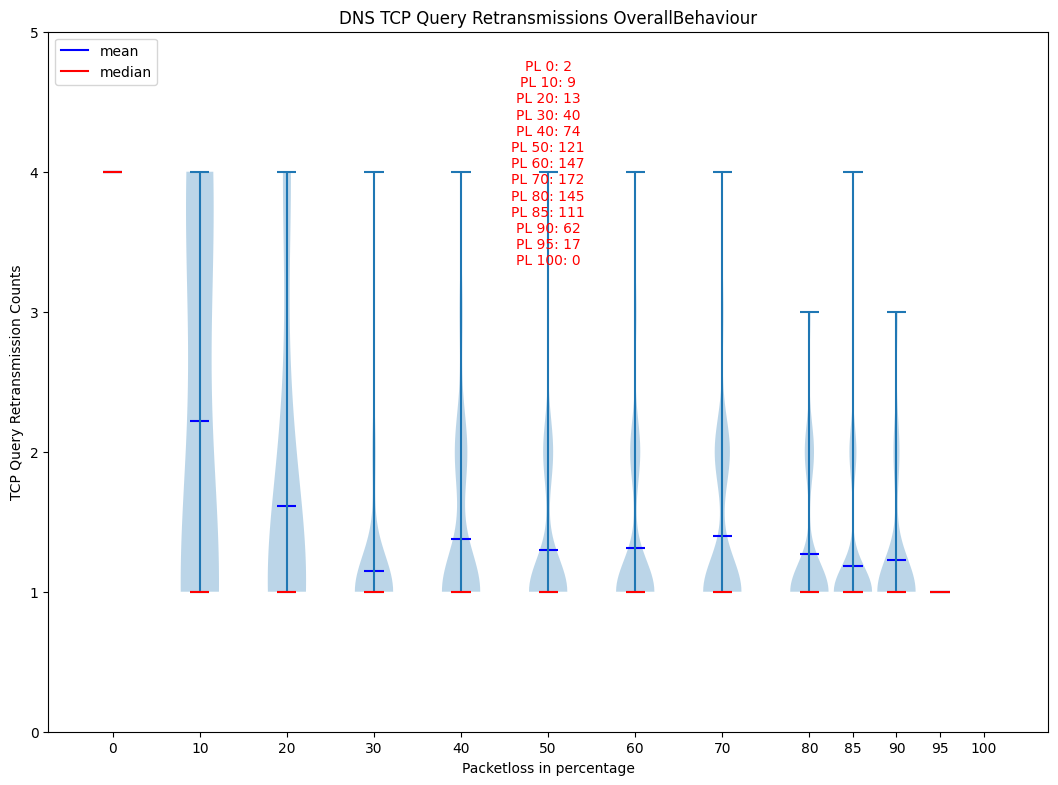 DNS TCP Query Retransmissions OverallBehaviour
mean
median
PL 0: 2
PL 10: 9
PL 20: 13
PL 30: 40
PL 40: 74
PL 50: 121
PL 60: 147
PL 70: 172
PL 80: 145
PL 85: 111
PL 90: 62
PL 95: 17
PL 100: 0
TCP Query Retransmission Counts
5
4
3
2
1
0
0 10 20 30 40 50 60 70 80 85 90 95 100
Packetloss in percentage